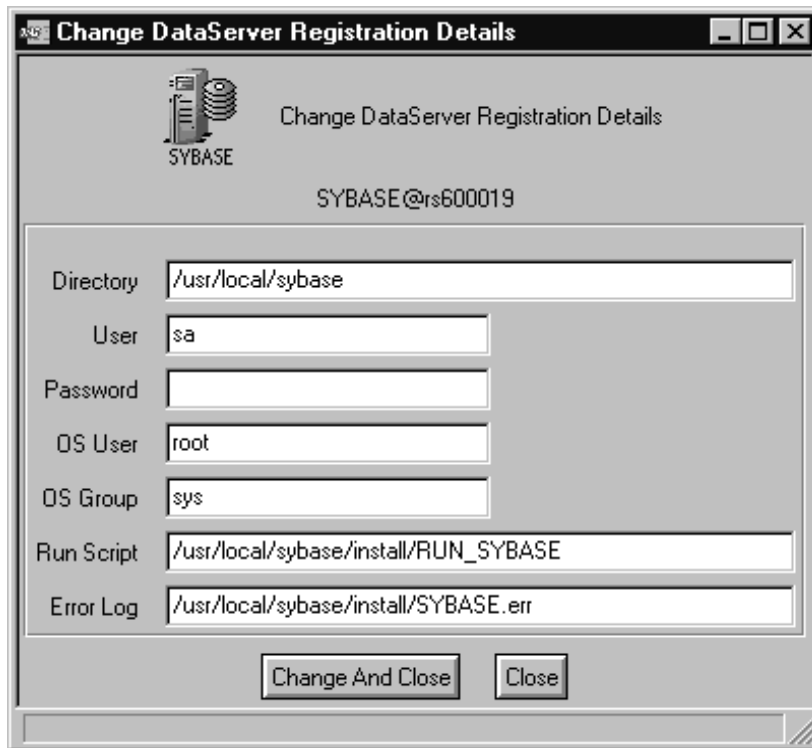 Change DataServer Registration Details
Change DataServer Registration Details
SYBASE
SYBASE@rs600019
Directory /usr/local/sybase
User sa
Password
OS User root
OS Group sys
Run Script /usr/local/sybase/install/RUN_SYBASE
Error Log /usr/local/sybase/install/SYBASE.err
Change And Close Close